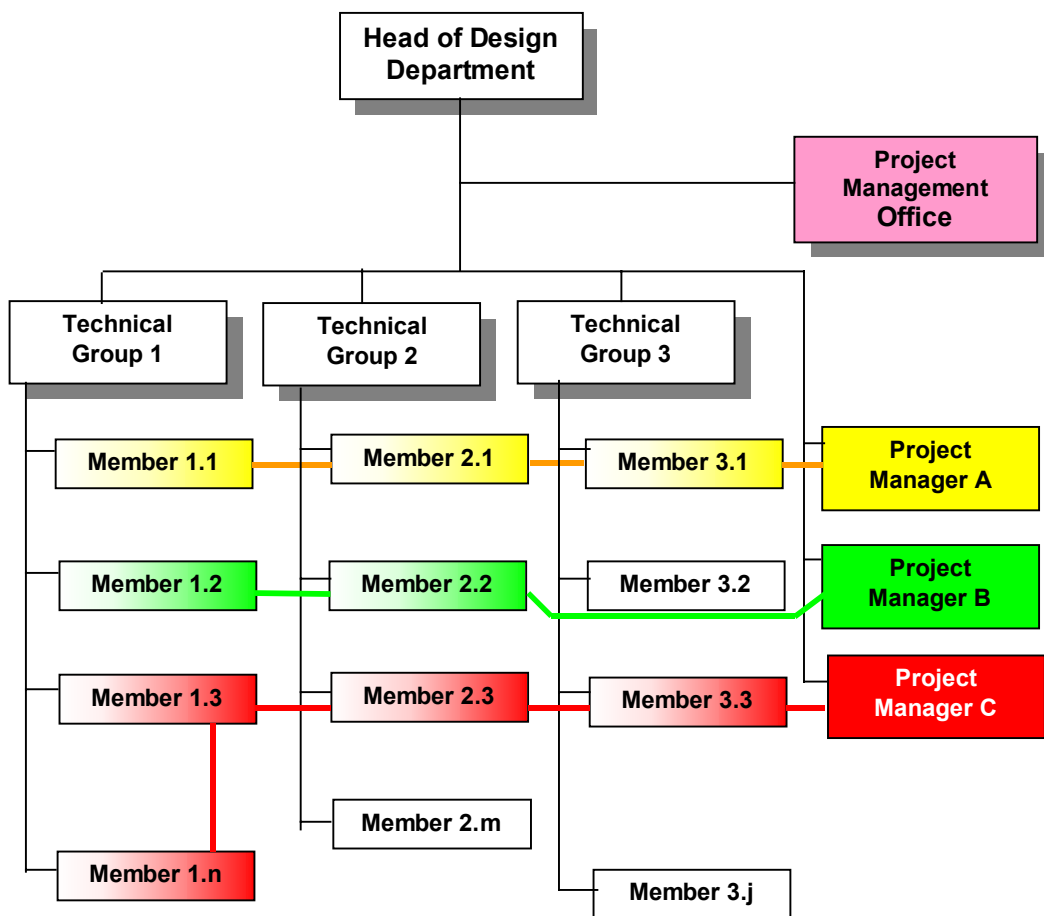 Head of Design
Department
Project
Management
Office
Technical
Group 1
Technical
Group 2
Technical
Group 3
Member 1.1
Member 2.1
Member 3.1
Project
Manager A
Member 1.2
Member 2.2
Member 3.2
Project
Manager B
Member 1.3
Member 2.3
Member 3.3
Project
Manager C
Member 2.m
Member 1.n
Member 3.j